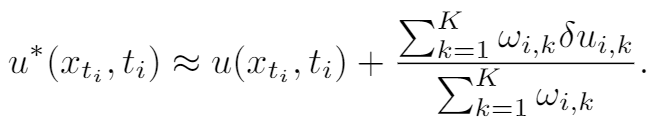 u^*(x_{t_i}, t_i) \approx u(x_{t_i}, t_i) + \frac{\sum_{k=1}^{K} \omega_{i,k} \delta u_{i,k}}{\sum_{k=1}^{K} \omega_{i,k}}.